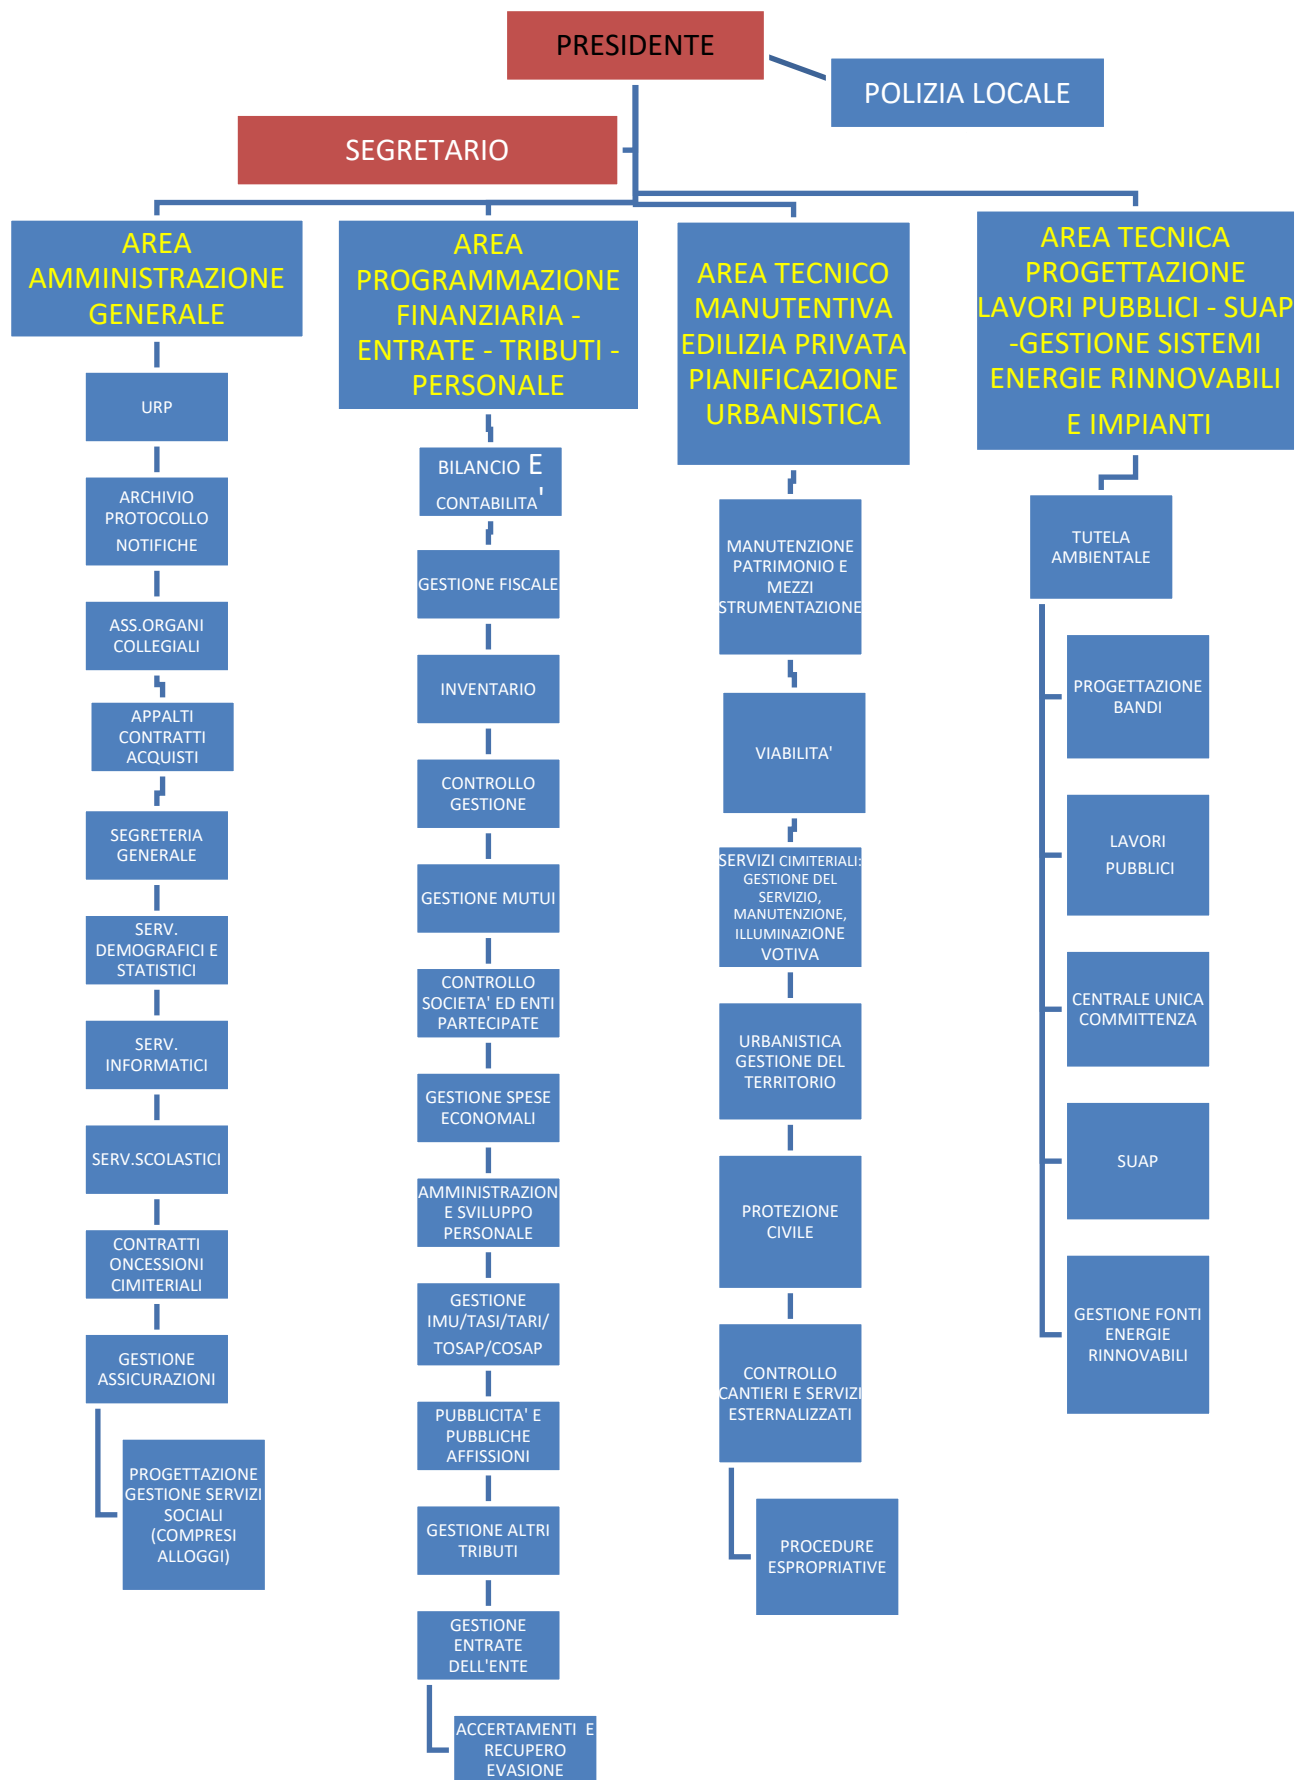 PRESIDENTE
POLIZIA LOCALE
SEGRETARIO
AREA
AMMINISTRAZIONE
GENERALE
URP
ARCHIVIO
PROTOCOLLO
NOTIFICHE
ASS.ORGANI
COLLEGIALI
APPALTI
CONTRATTI
ACQUISTI
SEGRETERIA
GENERALE
SERV.
DEMOGRAFICI E
STATISTICI
SERV.
INFORMATICI
SERV.SCOLASTICI
CONTRATTI
ONCESSIONI
CIMITERIALI
GESTIONE
ASSICURAZIONI
PROGETTAZIONE
GESTIONE SERVIZI
SOCIALI
(COMPRESI
ALLOGGI)
AREA
PROGRAMMAZIONE
FINANZIARIA -
ENTRATE - TRIBUTI -
PERSONALE
BILANCIO E
CONTABILITA'
GESTIONE FISCALE
INVENTARIO
CONTROLLO
GESTIONE
GESTIONE MUTUI
CONTROLLO
SOCIETA' ED ENTI
PARTECIPATE
GESTIONE SPESE
ECONOMALI
AMMINISTRAZION
E SVILUPPO
PERSONALE
GESTIONE
IMU/TASI/TARI/
TOSAP/COSAP
PUBBLICITA' E
PUBBLICHE
AFFISSIONI
GESTIONE ALTRI
TRIBUTI
GESTIONE
ENTRATE
DELL'ENTE
ACCERTAMENTI E
RECUPERO
EVASIONE
AREA TECNICO
MANUTENTIVA
EDILIZIA PRIVATA
PIANIFICAZIONE
URBANISTICA
MANUTENZIONE
PATRIMONIO E
MEZZI
STRUMENTAZIONE
VIABILITA'
SERVIZI CIMITERIALI:
GESTIONE DEL
SERVIZIO,
MANUTENZIONE,
ILLUMINAZIONE
VOTIVA
URBANISTICA
GESTIONE DEL
TERRITORIO
PROTEZIONE
CIVILE
CONTROLLO
CANTIERI E SERVIZI
ESTERNALIZZATI
PROCEDURE
ESPROPRIATIVE
AREA TECNICA
PROGETTAZIONE
LAVORI PUBBLICI - SUAP
-GESTIONE SISTEMI
ENERGIE RINNOVABILI
E IMPIANTI
TUTELA
AMBIENTALE
PROGETTAZIONE
BANDI
LAVORI
PUBBLICI
CENTRALE UNICA
COMMITTENZA
SUAP
GESTIONE FONTI
ENERGIE
RINNOVABILI